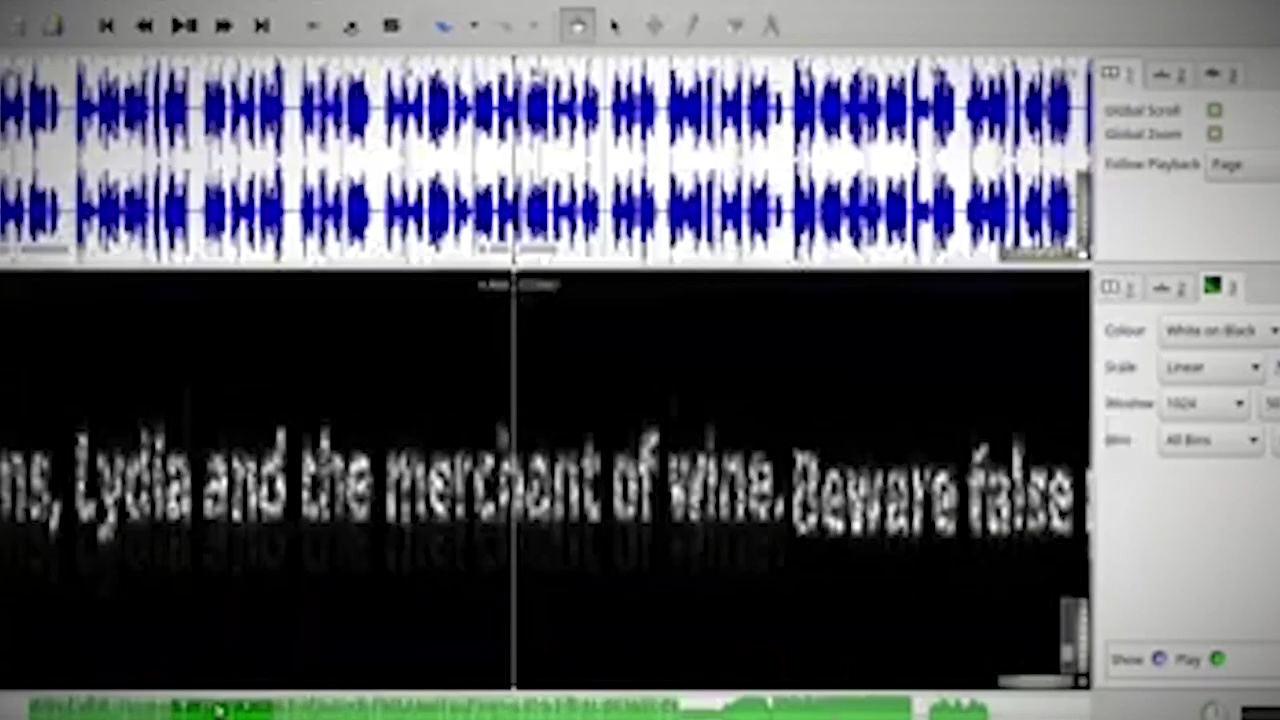 Global Scroll
Global Zoom
Follow Playback Page
ns, Lydia and the merchant of wine. Beware false
Colour White on Black
Scale Linear
Window 1024 50
Bins All Bins
Show Play